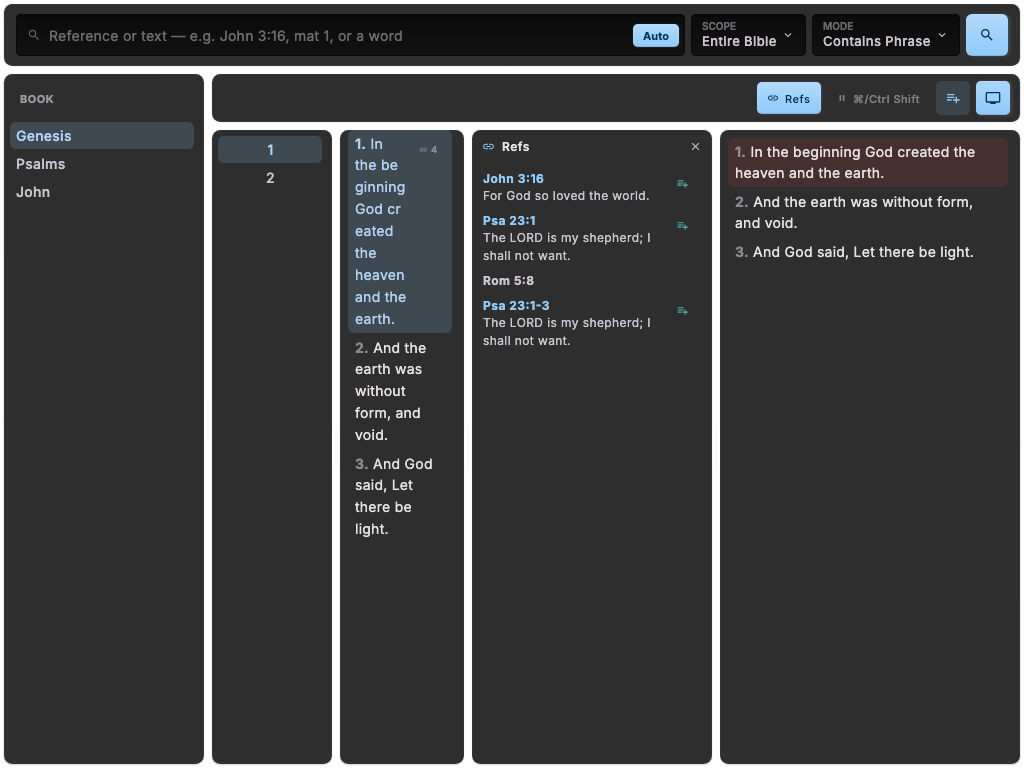 Reference or text — e.g. John 3:16, mat 1, or a word
Auto
SCOPE
Entire Bible
MODE
Contains Phrase
BOOK
Genesis
Psalms
John
Refs
⌘/Ctrl Shift
1
2
1. In
4
the be
ginning
God cr
eated
the
heaven
and the
earth.
2. And the
earth was
without
form, and
void.
3. And God
said, Let
there be
light.
Refs
John 3:16
For God so loved the world.
Psa 23:1
The LORD is my shepherd; I
shall not want.
Rom 5:8
Psa 23:1-3
The LORD is my shepherd; I
shall not want.
1. In the beginning God created the
heaven and the earth.
2. And the earth was without form,
and void.
3. And God said, Let there be light.